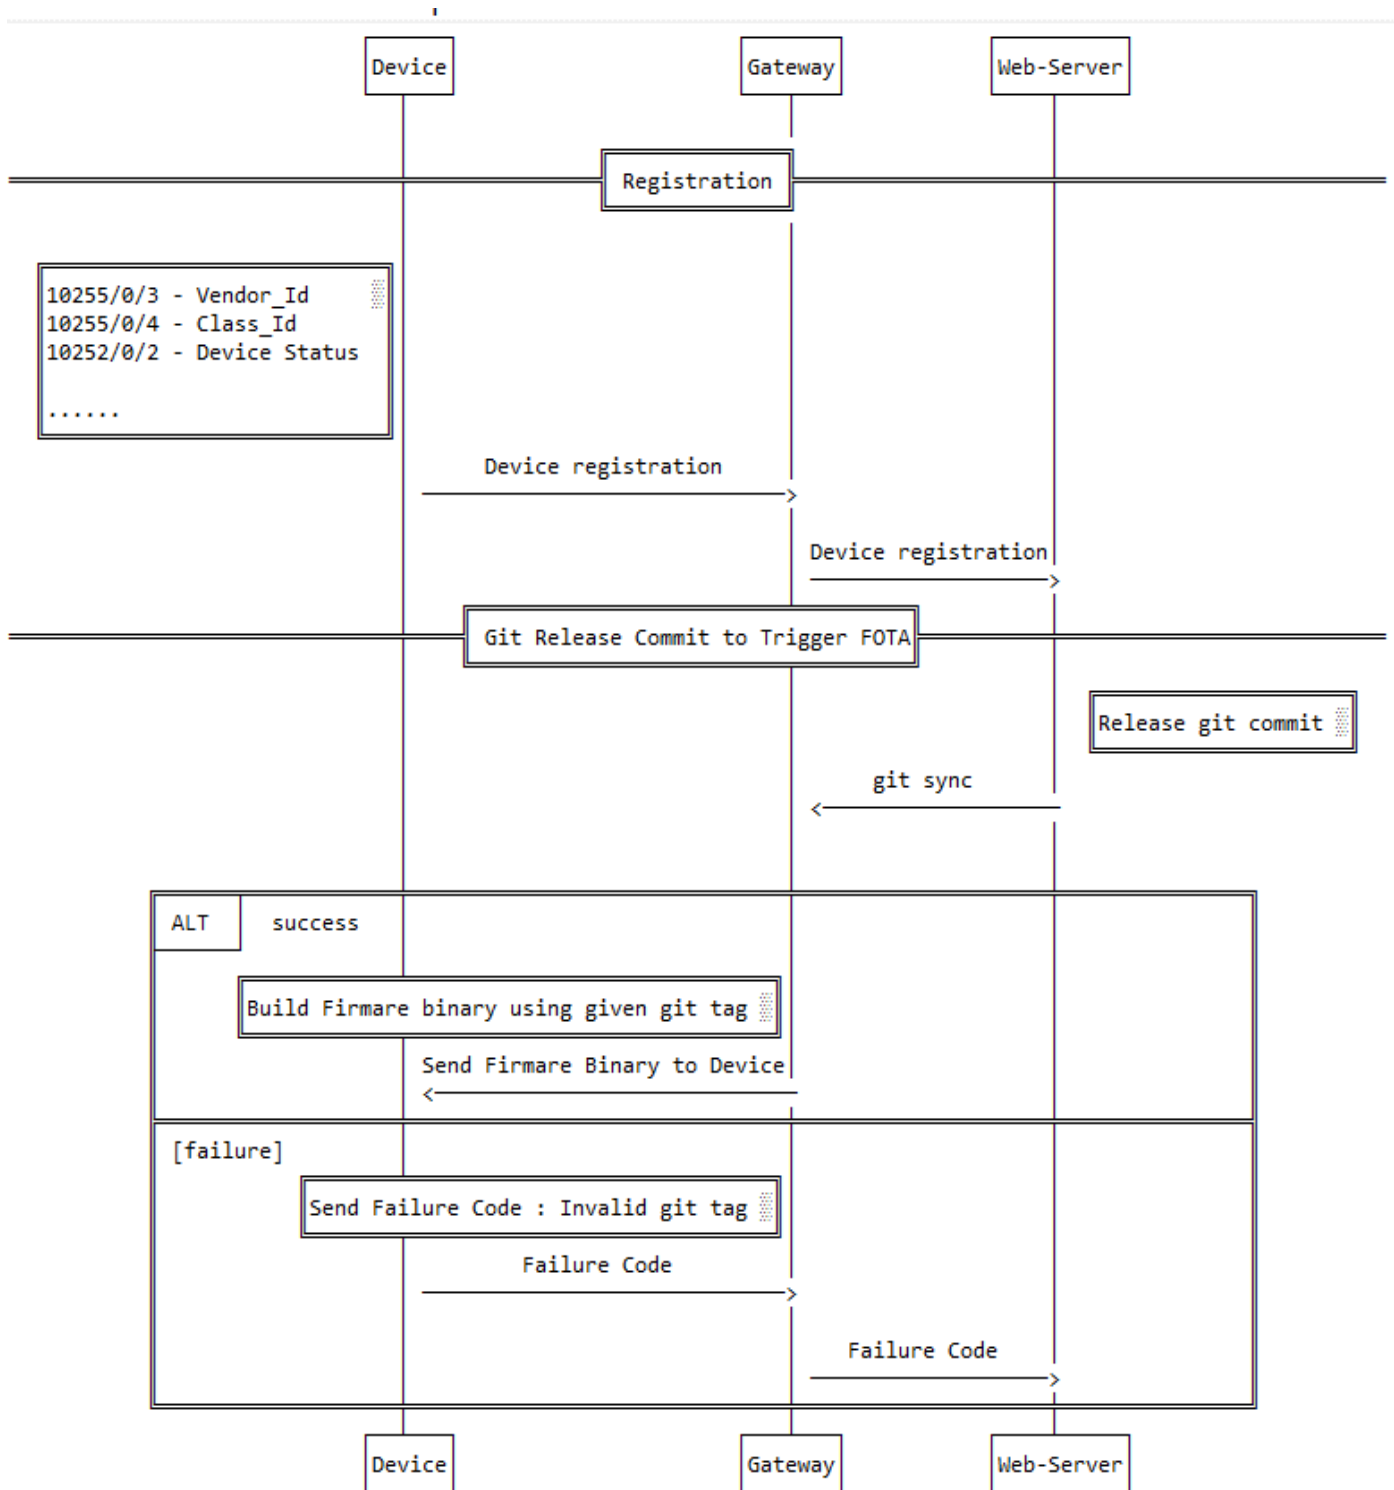 Device
Gateway
Web-Server
Registration
10255/0/3 - Vendor_Id
10255/0/4 - Class_Id
10252/0/2 - Device Status
......
Device registration
Device registration
Git Release Commit to Trigger FOTA
Release git commit
git sync
ALT
success
Build Firmare binary using given git tag
Send Firmare Binary to Device
[failure]
Send Failure Code : Invalid git tag
Failure Code
Failure Code
Device
Gateway
Web-Server